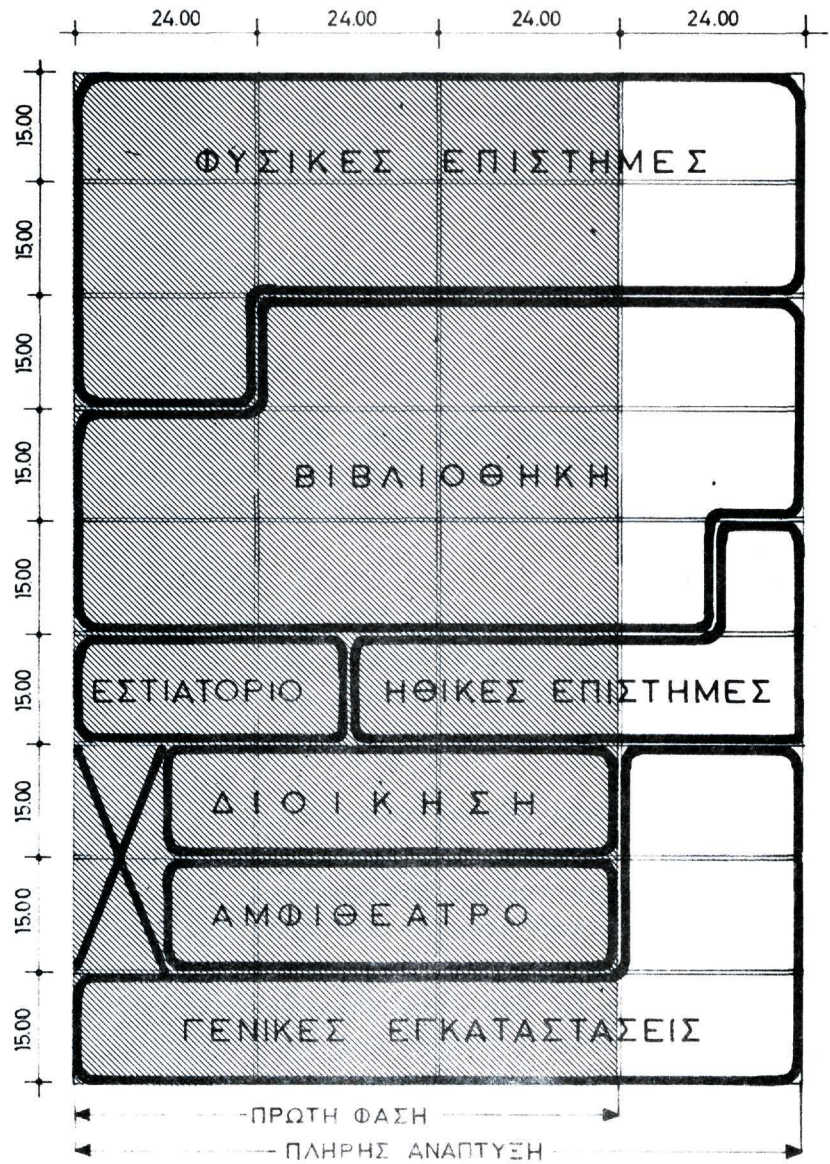 24.00 24.00 24.00 24.00
15.00
15.00
15.00
15.00
15.00
15.00
15.00
15.00
15.00
ΦΥΣΙΚΕΣ ΕΠΙΣΤΗΜΕΣ
ΒΙΒΛΙΟΘΗΚΗ
ΕΣΤΙΑΤΟΡΙΟ ΗΘΙΚΕΣ ΕΠΙΣΤΗΜΕΣ
ΔΙΟΙΚΗΣΗ
ΑΜΦΙΘΕΑΤΡΟ
ΓΕΝΙΚΕΣ ΕΓΚΑΤΑΣΤΑΣΕΙΣ
ΠΡΩΤΗ ΦΑΣΗ
ΠΛΗΡΗΣ ΑΝΑΠΤΥΞΗ